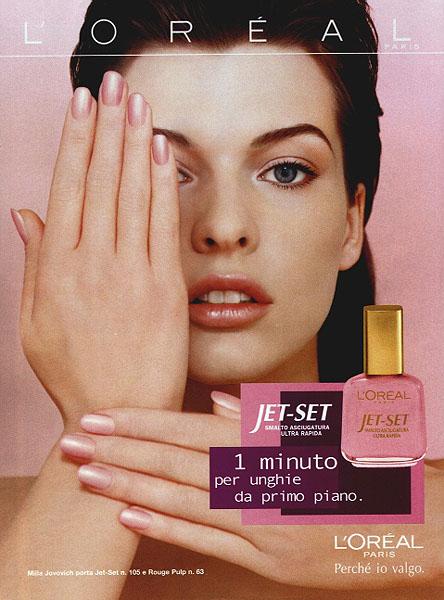 L'ORÉAL
PARIS
JET-SET
SMALTO ASCIUGATURA
ULTRA RAPIDA
L'ORÉAL
PARIS
JET-SET
SMALTO ASCIUGATURA
ULTRA RAPIDA
1 minuto
per unghie
da primo piano.
L'ORÉAL
PARIS
Perché io valgo.
Milla Jovovich porta Jet-Set n. 105 e Rouge Pulp n. 63